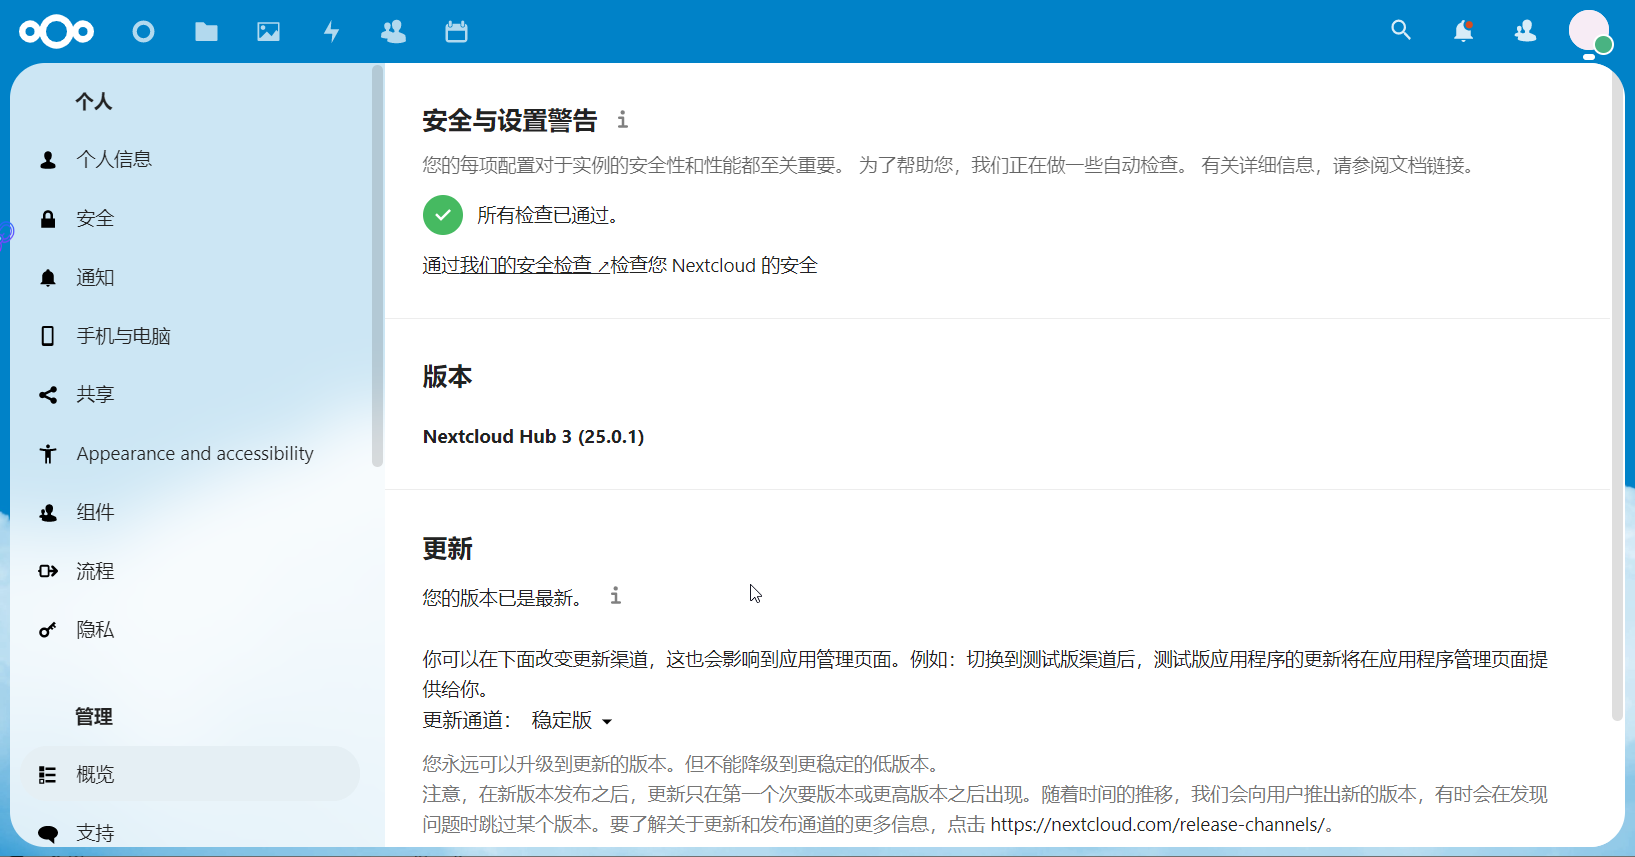 个人
个人信息
安全
通知
手机与电脑
共享
Appearance and accessibility
组件
流程
隐私
管理
概览
支持
安全与设置警告
您的每项配置对于实例的安全性和性能都至关重要。 为了帮助您，我们正在做一些自动检查。 有关详细信息，请参阅文档链接。
所有检查已通过。
通过我们的安全检查 ↗检查您 Nextcloud 的安全
版本
Nextcloud Hub 3 (25.0.1)
更新
您的版本已是最新。
你可以在下面改变更新渠道，这也会影响到应用管理页面。例如：切换到测试版渠道后，测试版应用程序的更新将在应用程序管理页面提
供给你。
更新通道： 稳定版
您永远可以升级到更新的版本。但不能降级到更稳定的低版本。
注意，在新版本发布之后，更新只在第一个次要版本或更高版本之后出现。随着时间的推移，我们会向用户推出新的版本，有时会在发现
问题时跳过某个版本。要了解关于更新和发布通道的更多信息，点击 https://nextcloud.com/release-channels/。